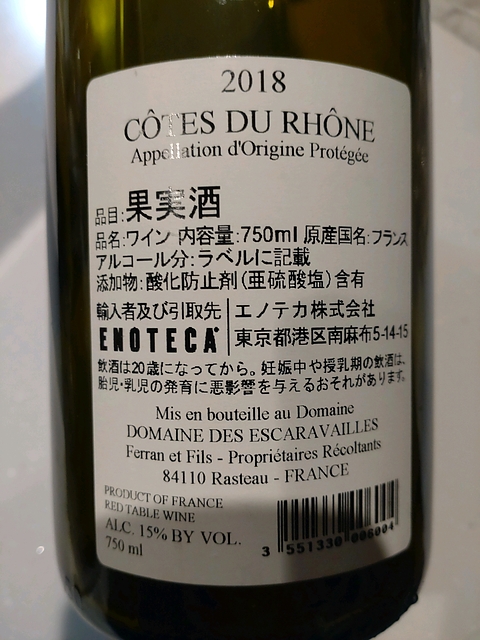 2018
CÔTES DU RHÔNE
Appellation d'Origine Protégée
品目:果実酒
品名:ワイン 内容量:750ml 原産国名:フランス
アルコール分:ラベルに記載
添加物:酸化防止剤(亜硫酸塩)含有
輸入者及び引取先 エノテカ株式会社
ENOTECA 東京都港区南麻布5-14-15
飲酒は20歳になってから。妊娠中や授乳期の飲酒は、
胎児・乳児の発育に悪影響を与えるおそれがあります。
Mis en bouteille au Domaine
DOMAINE DES ESCARAVAILLES
Ferran et Fils - Propriétaires Récoltants
84110 Rasteau - FRANCE
PRODUCT OF FRANCE
RED TABLE WINE
ALC. 15% BY VOL.
750 ml
3 551330 006004